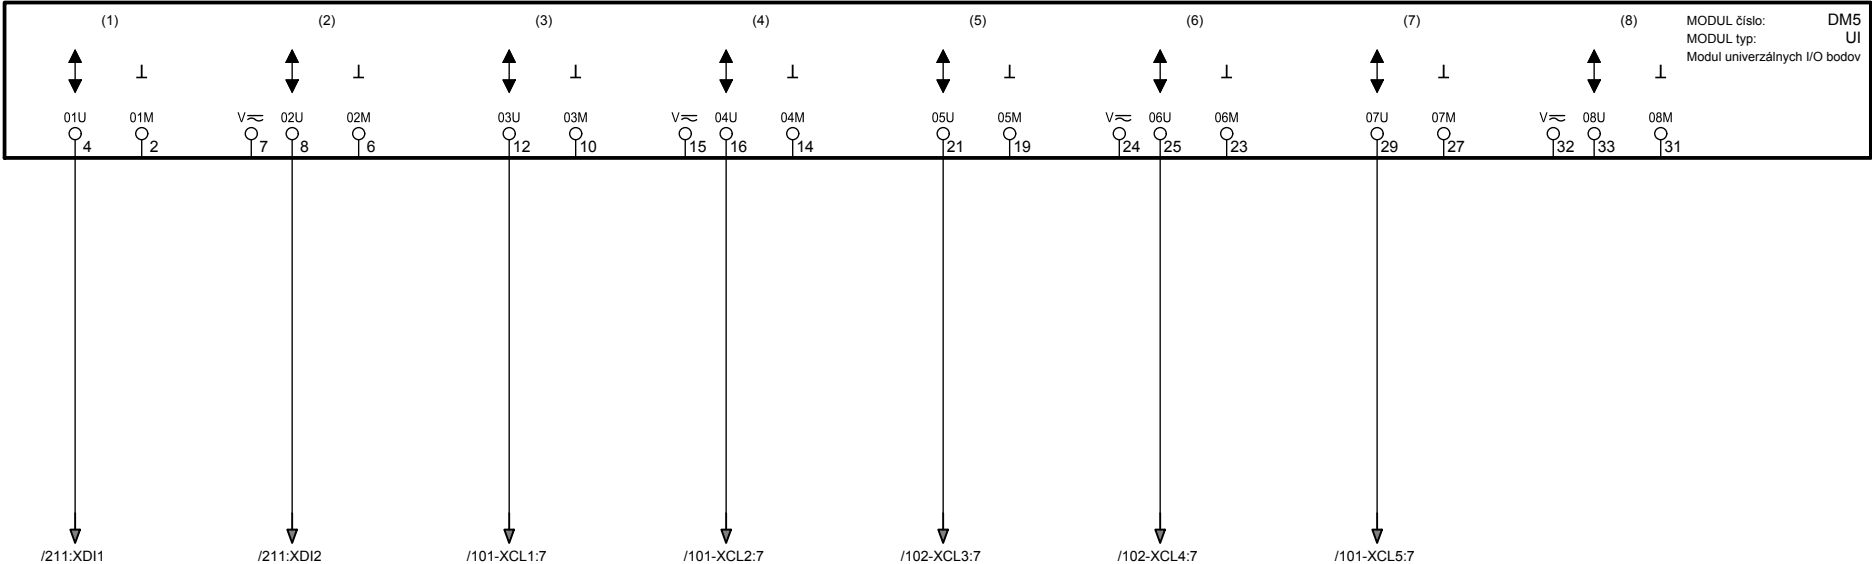 (1) (2) (3) (4) (5) (6) (7) (8) MODUL číslo: DM5
MODUL typ: UI
Modul univerzálnych I/O bodov
01U 01M V 02U 02M 03U 03M V 04U 04M 05U 05M V 06U 06M 07U 07M V 08U 08M
4 2 7 8 6 12 10 15 16 14 21 19 24 25 23 29 27 32 33 31
/211:XDI1 /211:XDI2 /101-XCL1:7 /101-XCL2:7 /102-XCL3:7 /102-XCL4:7 /101-XCL5:7